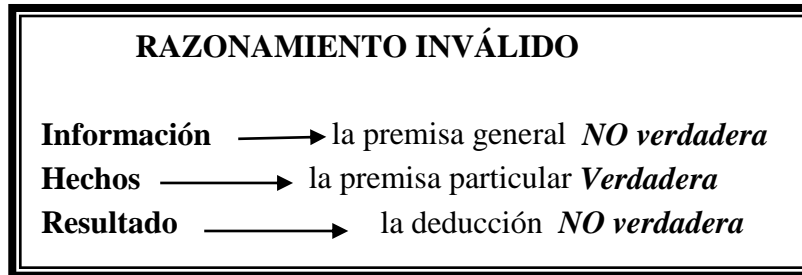 RAZONAMIENTO INVÁLIDO
Información la premisa general NO verdadera
Hechos la premisa particular Verdadera
Resultado la deducción NO verdadera